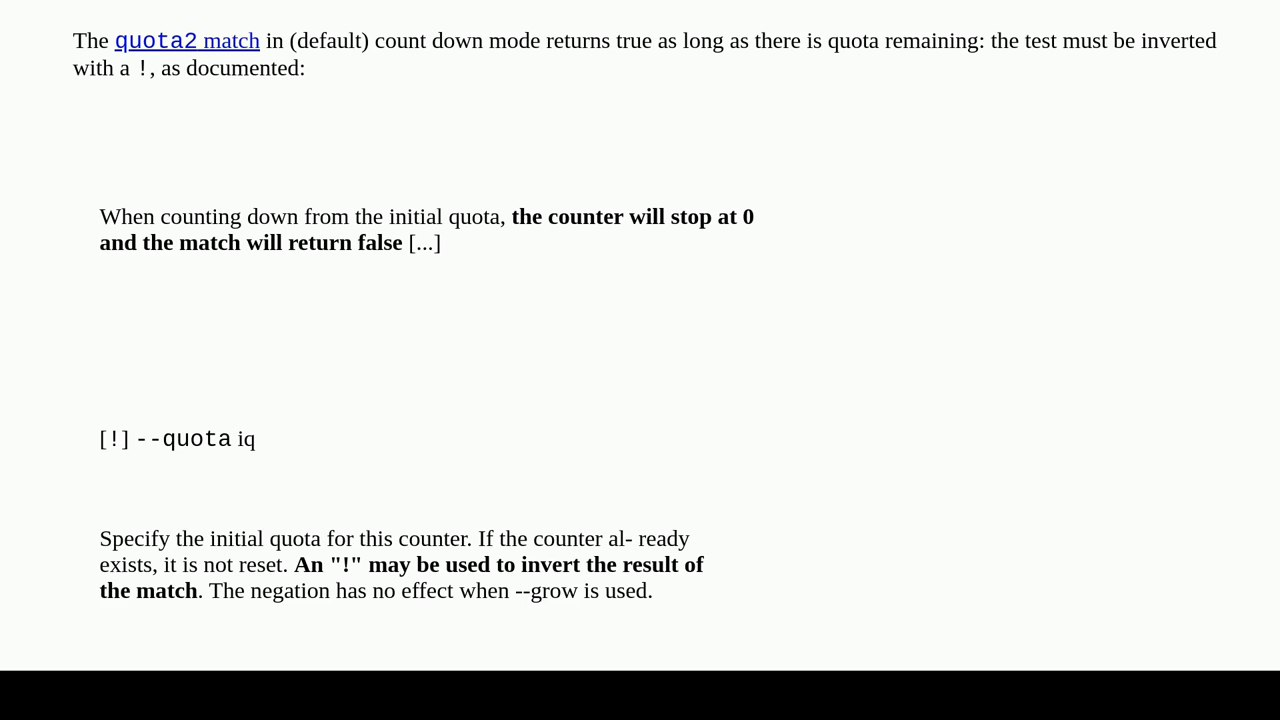 The quota2 match in (default) count down mode returns true as long as there is quota remaining: the test must be inverted
with a !, as documented:
When counting down from the initial quota, the counter will stop at 0
and the match will return false [...]
[!] --quota iq
Specify the initial quota for this counter. If the counter al- ready
exists, it is not reset. An "!" may be used to invert the result of
the match. The negation has no effect when --grow is used.